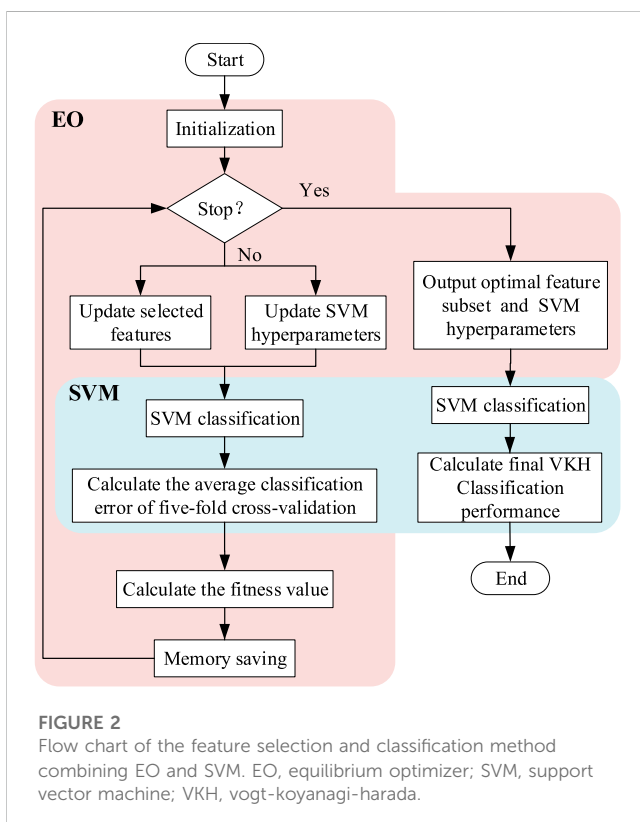 Start
EO
Initialization
Stop?
Yes
No
Update selected
features
Update SVM
hyperparameters
Output optimal feature
subset and SVM
hyperparameters
SVM
SVM classification
SVM classification
Calculate the average classification
error of five-fold cross-validation
Calculate final VKH
Classification
performance
Calculate the fitness value
End
Memory saving
FIGURE 2
Flow chart of the feature selection and classification method
combining EO and SVM. EO, equilibrium optimizer; SVM, support
vector machine; VKH, vogt-koyanagi-harada.